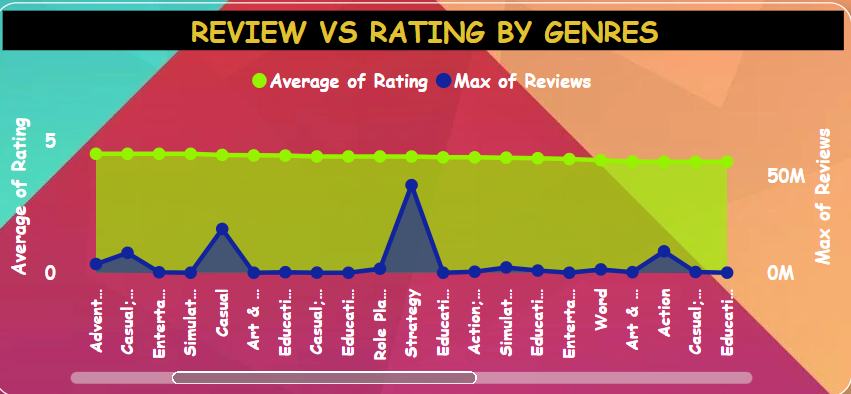 REVIEW VS RATING BY GENRES
Average of Rating Max of Reviews
Average of Rating
5
0
50M
0M
Max of Reviews
Advent...
Casual;...
Enterta...
Simulat...
Casual
Art & ...
Educati...
Casual;...
Educati...
Role Pla...
Strategy
Educati...
Action;...
Simulat...
Educati...
Enterta...
Word
Art & ...
Action
Casual;...
Educati...